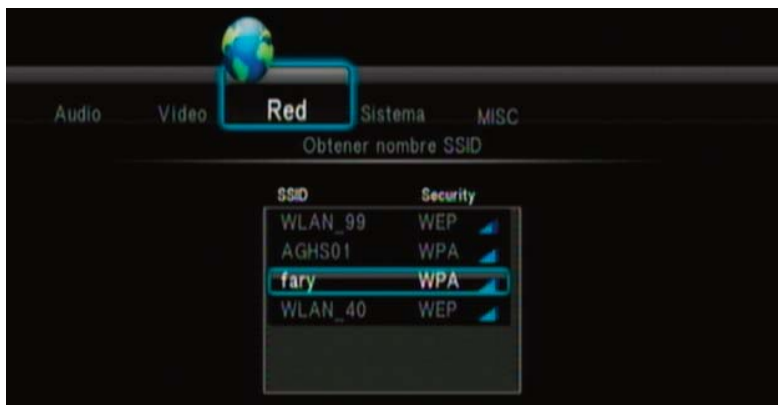 Audio Video Red Sistema MISC
Obtener nombre SSID
SSID Security
WLAN_99 WEP
AGHS01 WPA
fary WPA
WLAN_40 WEP